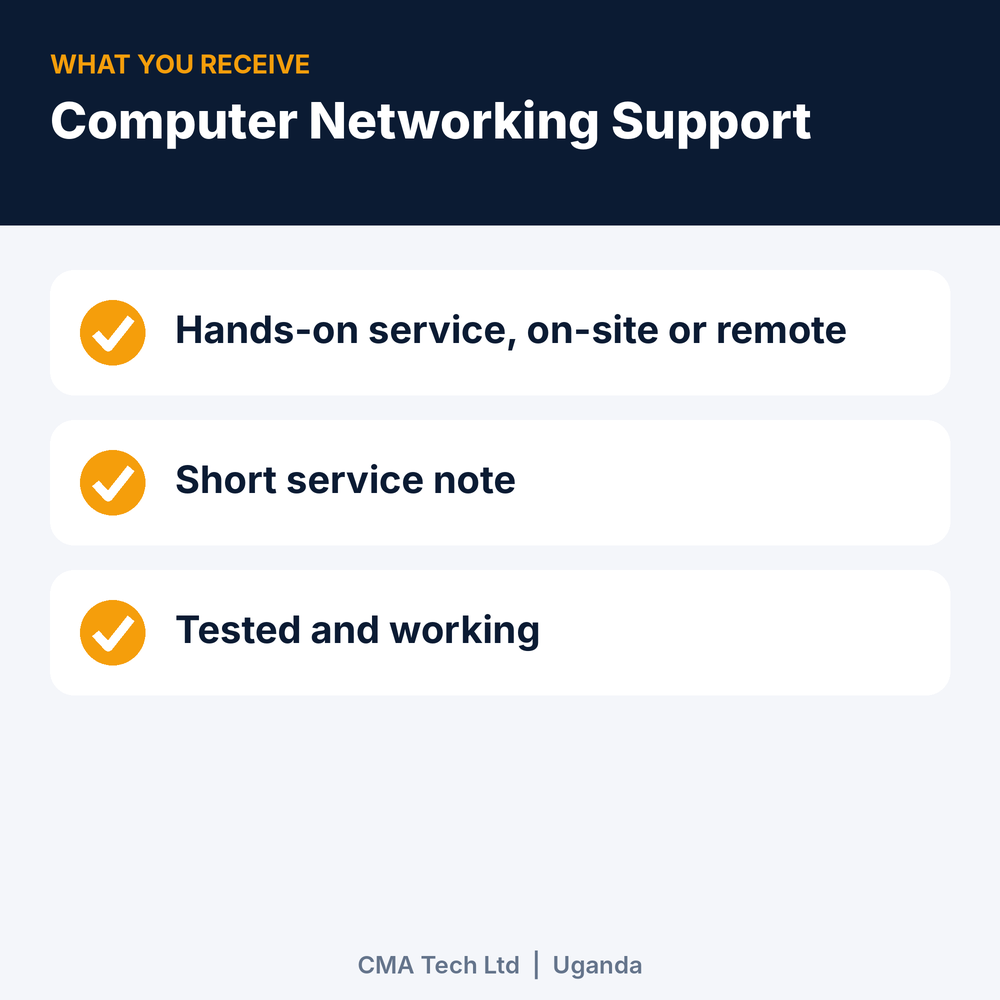 WHAT YOU RECEIVE
Computer Networking Support
Hands-on service, on-site or remote
Short service note
Tested and working
CMA Tech Ltd | Uganda